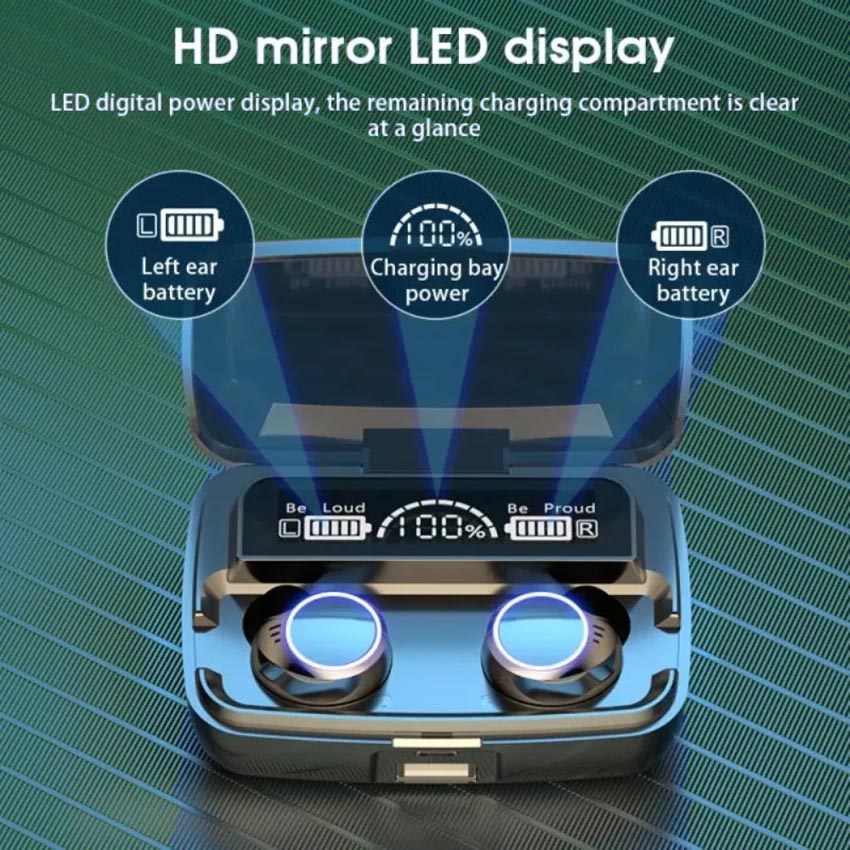 HD mirror LED display
LED digital power display, the remaining charging compartment is clear
at a glance
L
Left ear
battery
100%
Charging bay
power
R
Right ear
battery
Be Loud
Be Proud
L
100%
R